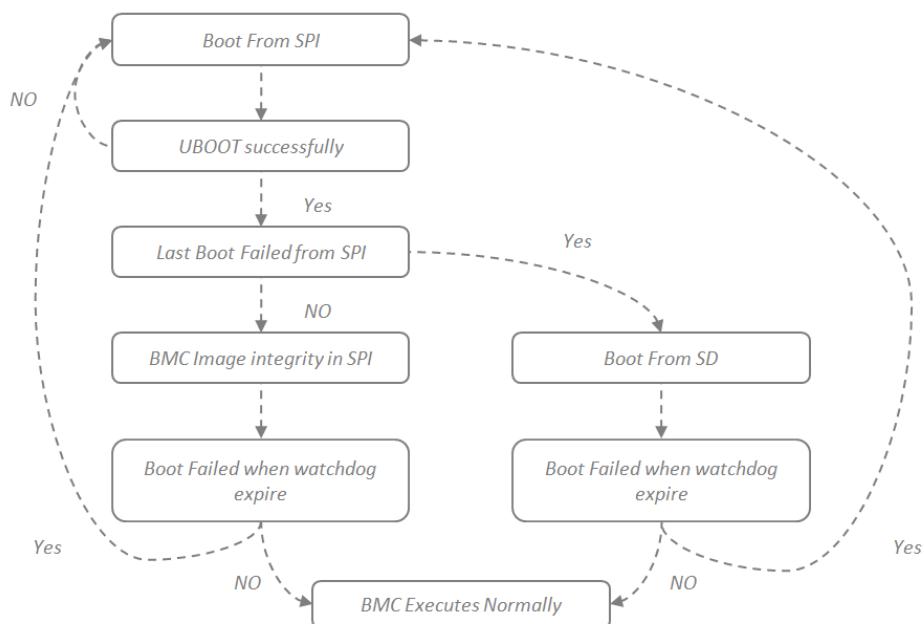 Boot From SPI
NO
UBOOT successfully
Yes
Last Boot Failed from SPI
Yes
NO
BMC Image integrity in SPI
Boot From SD
Boot Failed when watchdog
expire
Boot Failed when watchdog
expire
Yes
NO
NO
Yes
BMC Executes Normally